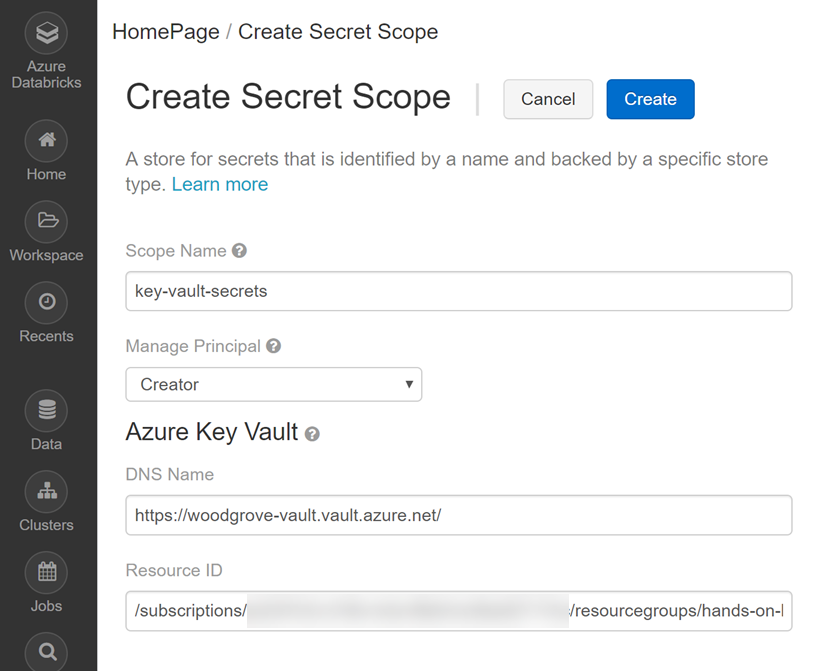 Azure
Databricks
Home
Workspace
Recents
Data
Clusters
Jobs
HomePage / Create Secret Scope
Create Secret Scope
Cancel
Create
A store for secrets that is identified by a name and backed by a specific store
type. Learn more
Scope Name
key-vault-secrets
Manage Principal
Creator
Azure Key Vault
DNS Name
https://woodgrove-vault.vault.azure.net/
Resource ID
/subscriptions/ /resourcegroups/hands-on-